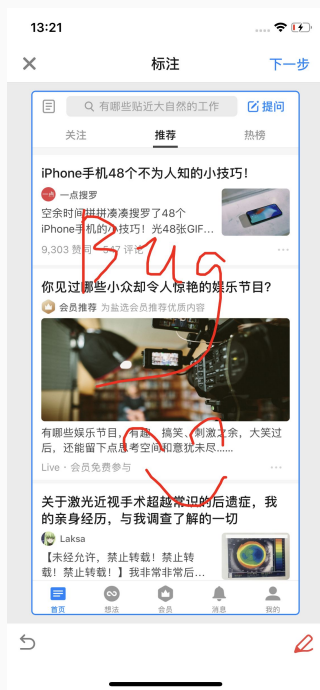 13:21
标注
下一步
有哪些贴近大自然的工作
提问
关注
推荐
热榜
iPhone手机48个不为人知的小技巧！
一点搜罗
空余时间拼拼凑凑搜罗了48个
iPhone手机的小技巧！光48张GIF...
9,303 赞同
547 评论
Bug
你见过哪些小众却令人惊艳的娱乐节目?
会员推荐 为盐选会员推荐优质内容
有哪些娱乐节目，有趣、搞笑、刺激之余，大笑过
后，还能留下点思考空间和意犹未尽......
Live · 会员免费参与
关于激光近视手术超越常识的后遗症，我
的亲身经历，与我调查了解的一切
Laksa
【未经允许，禁止转载！禁止转
载！禁止转载！】我非常非常后...
首页
想法
会员
消息
我的